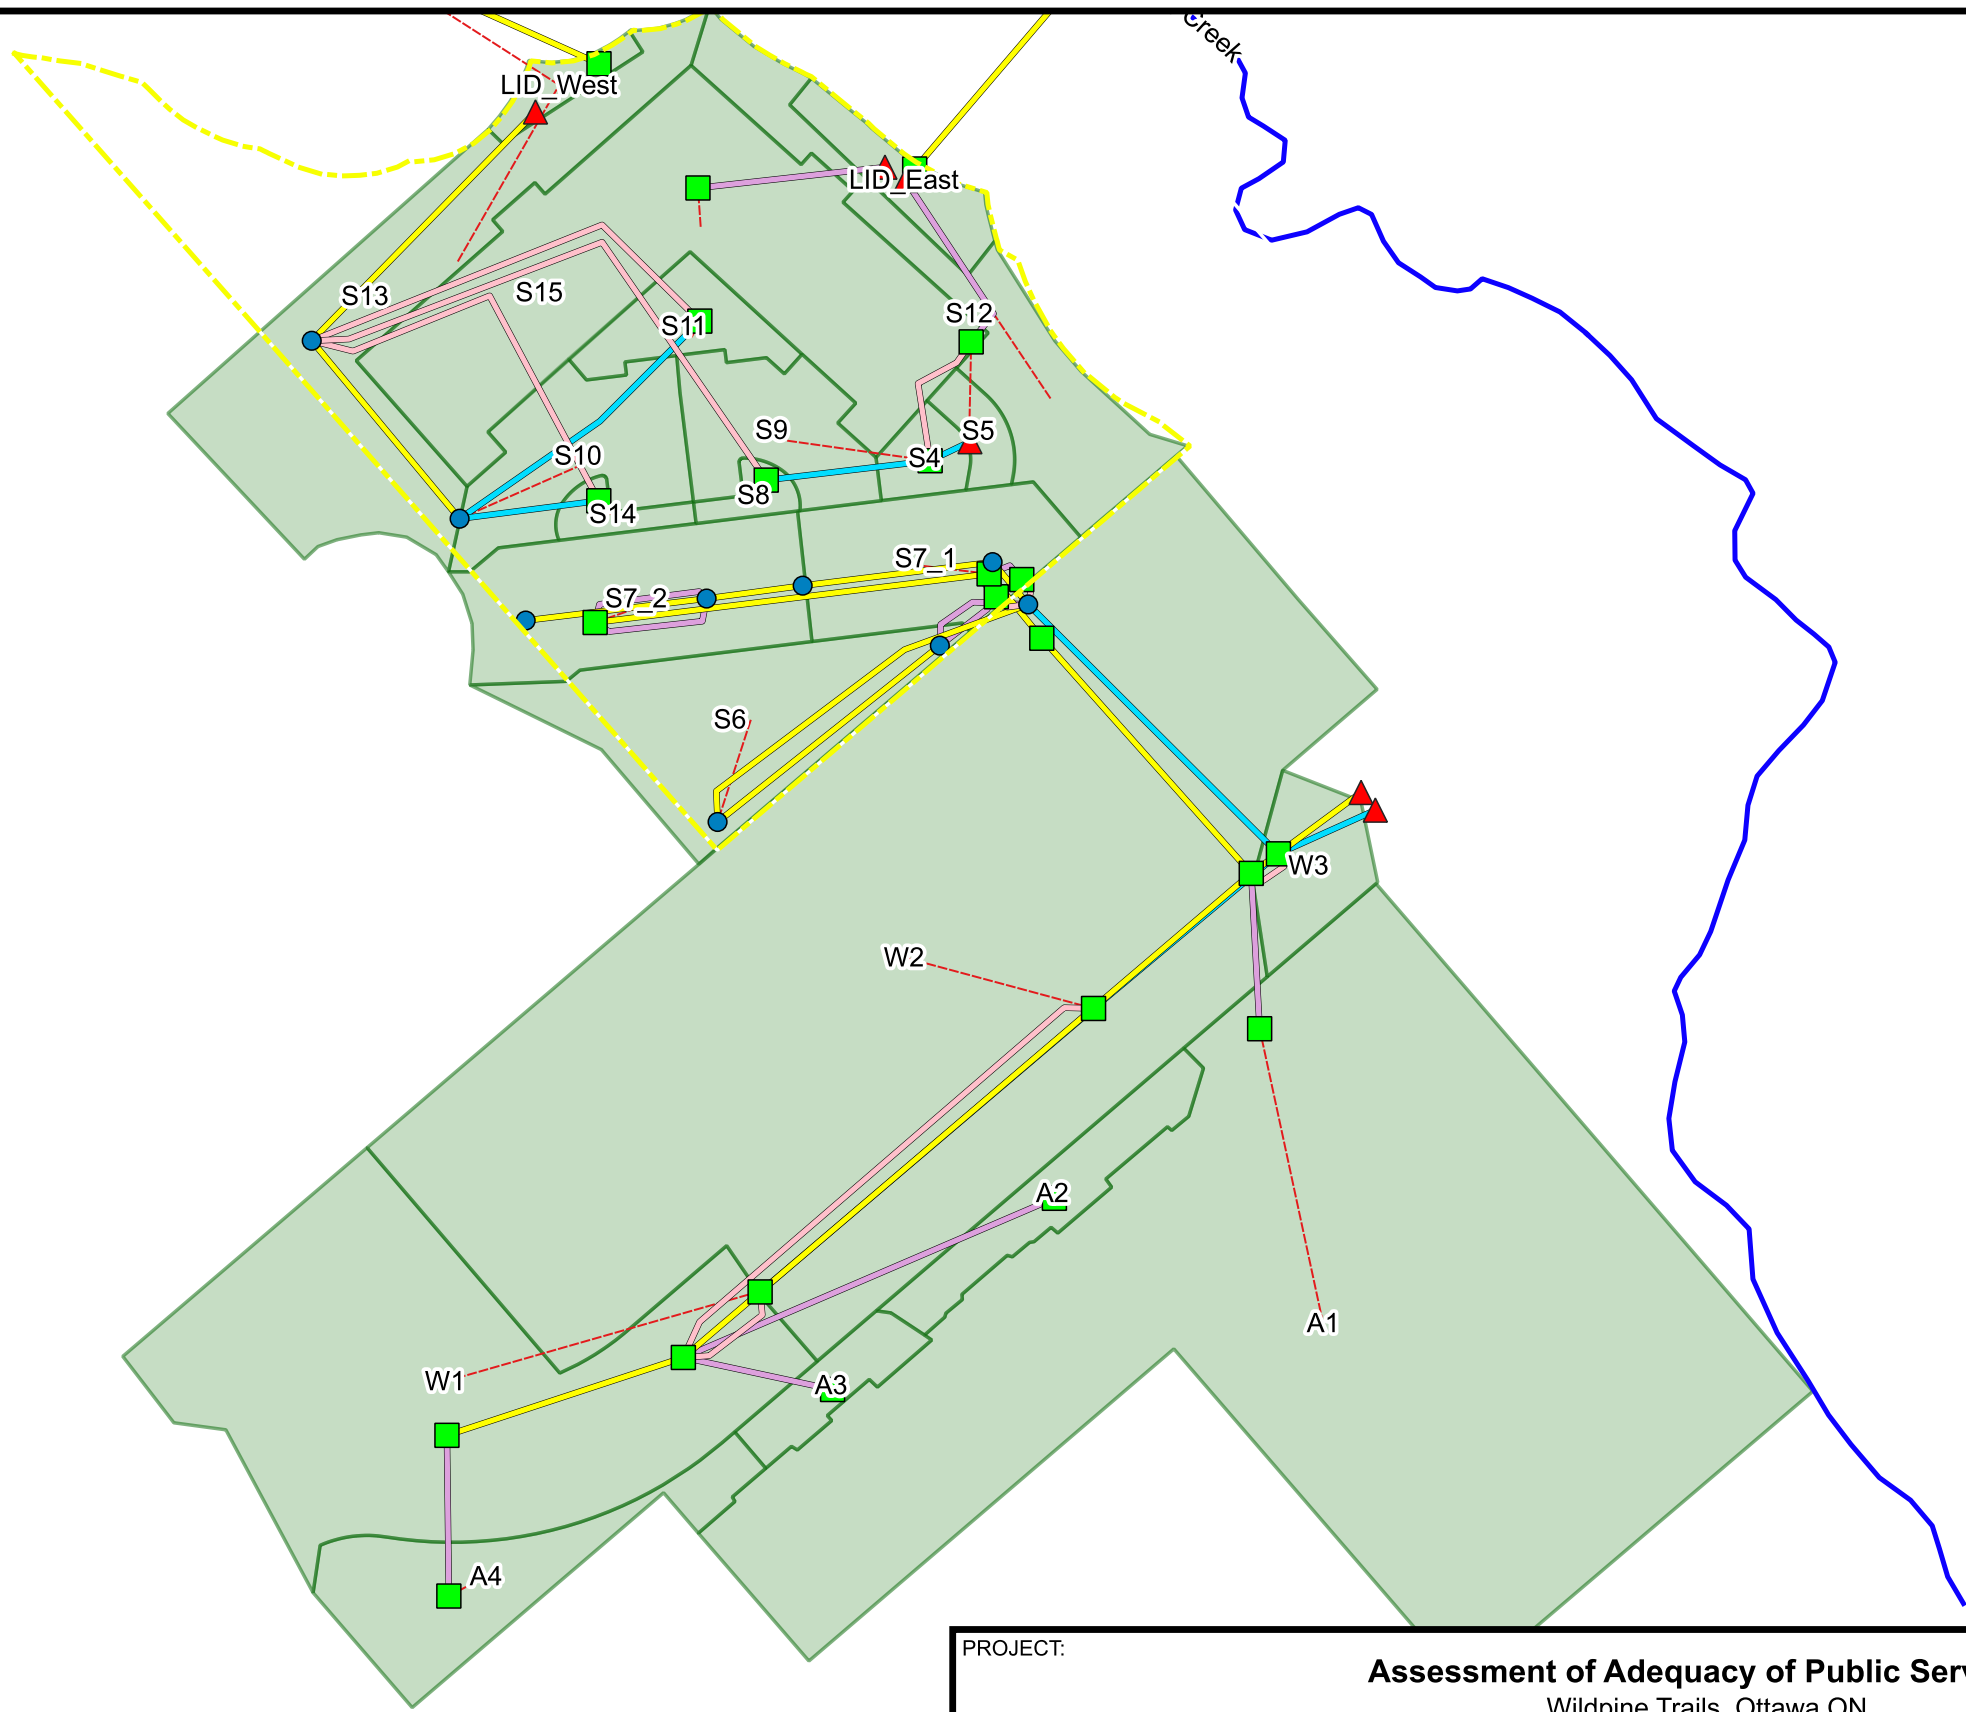 Creek
LID_West
LID_East
S13
S15
S12
S11
S9
S5
S10
S4
S8
S14
S7_1
S7_2
S6
W3
W2
A2
A1
W1
A3
A4
PROJECT:
Assessment of Adequacy of Public Serv
Wildpine Trails, Ottawa ON